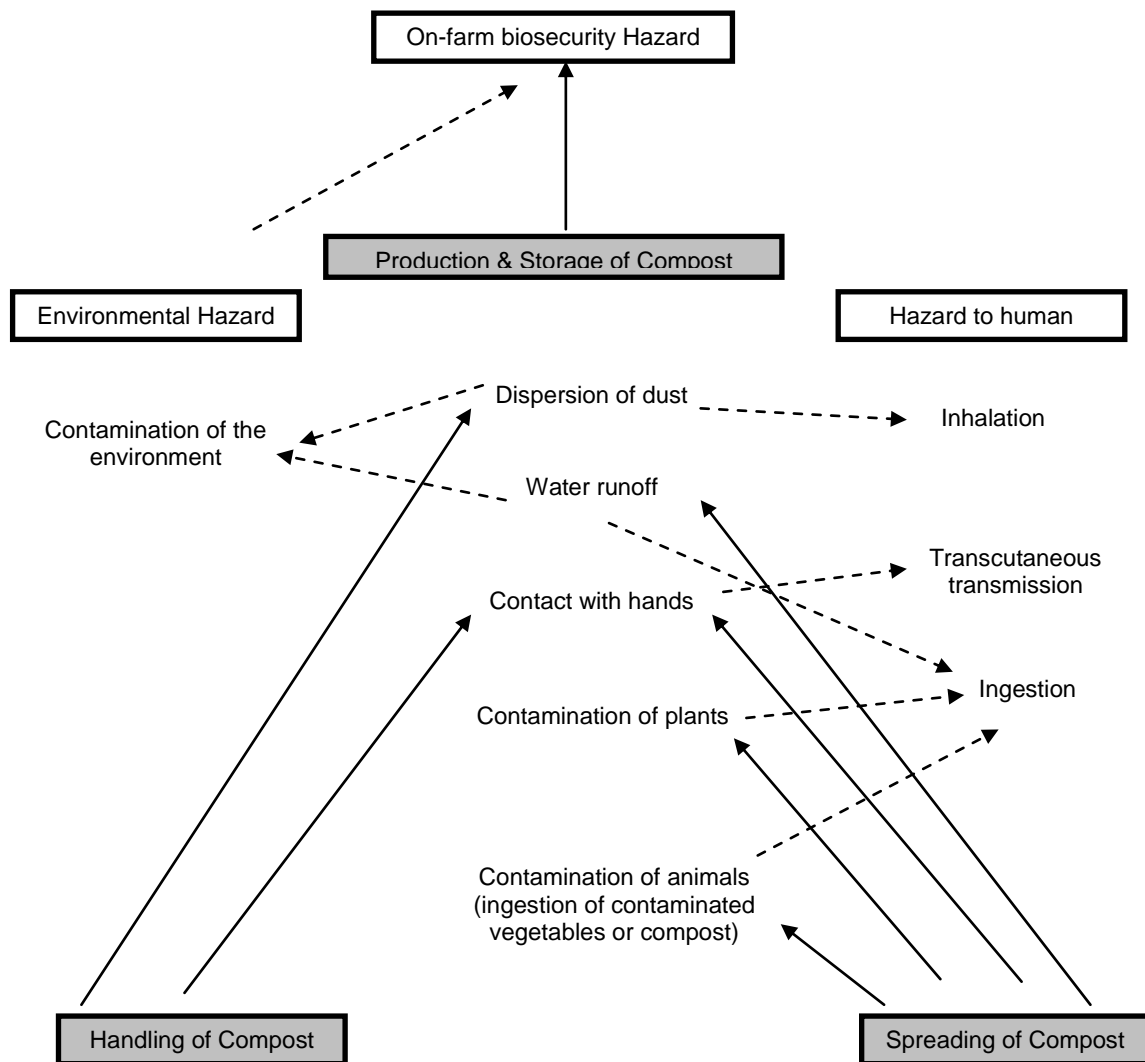 On-farm biosecurity Hazard
Production & Storage of Compost
Environmental Hazard
Hazard to human
Dispersion of dust
Inhalation
Contamination of the
environment
Water runoff
Transcutaneous
transmission
Contact with hands
Ingestion
Contamination of plants
Contamination of animals
(ingestion of contaminated
vegetables or compost)
Handling of Compost
Spreading of Compost